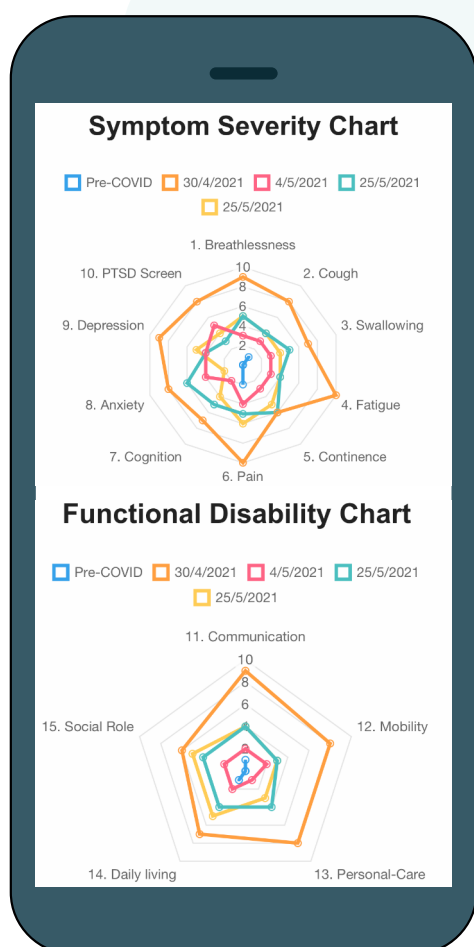 Symptom Severity Chart
Pre-COVID 30/4/2021 4/5/2021 25/5/2021
25/5/2021
1. Breathlessness
10. PTSD Screen 2. Cough
9. Depression 3. Swallowing
8. Anxiety 4. Fatigue
7. Cognition 5. Continence
6. Pain
10
8
6
4
2
Functional Disability Chart
Pre-COVID 30/4/2021 4/5/2021 25/5/2021
25/5/2021
11. Communication
15. Social Role 12. Mobility
14. Daily living 13. Personal-Care
10
8
6
4
2